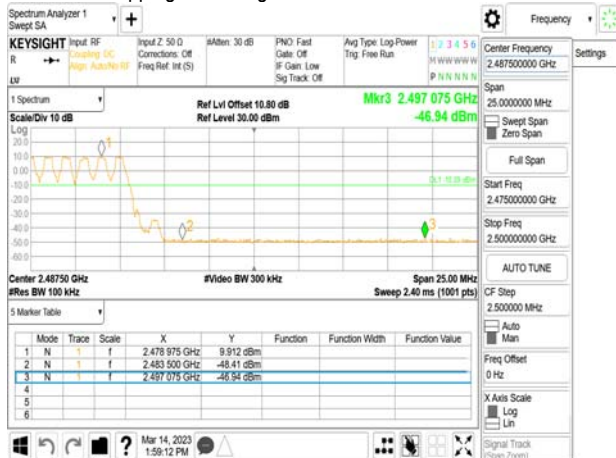 Spectrum Analyzer 1
Swept SA
+
Frequency
Settings
KEYSIGHT
R
LVI
Input: RF
Coupling: DC
Align: Auto/No RF
Input Z: 50 Ω
Corrections: Off
Freq Ref: Int (S)
#Atten: 30 dB
PNO: Fast
Gate: Off
IF Gain: Low
Sig Track: Off
Avg Type: Log-Power
Trig: Free Run
1 2 3 4 5 6
M W W W W W
P N N N N N
Center Frequency
2.487500000 GHz
Span
25.0000000 MHz
Swept Span
Zero Span
Full Span
Start Freq
2.475000000 GHz
Stop Freq
2.500000000 GHz
AUTO TUNE
CF Step
2.500000 MHz
Auto
Man
Freq Offset
0 Hz
X Axis Scale
Log
Lin
Signal Track
(Span Zoom)
1 Spectrum
Scale/Div 10 dB
Ref Lvl Offset 10.80 dB
Ref Level 30.00 dBm
Mkr3 2.497 075 GHz
-46.94 dBm
Log
20.0
10.0
0.00
-10.0
-20.0
-30.0
-40.0
-50.0
-60.0
1
2
3
Center 2.48750 GHz
#Res BW 100 kHz
#Video BW 300 kHz
Span 25.00 MHz
Sweep 2.40 ms (1001 pts)
5 Marker Table
Mode Trace Scale X Y Function Function Width Function Value
1 N 1 f 2.478 975 GHz 9.912 dBm
2 N 1 f 2.483 500 GHz -48.41 dBm
3 N 1 f 2.497 075 GHz -46.94 dBm
4
5
6
?
Mar 14, 2023
1:59:12 PM